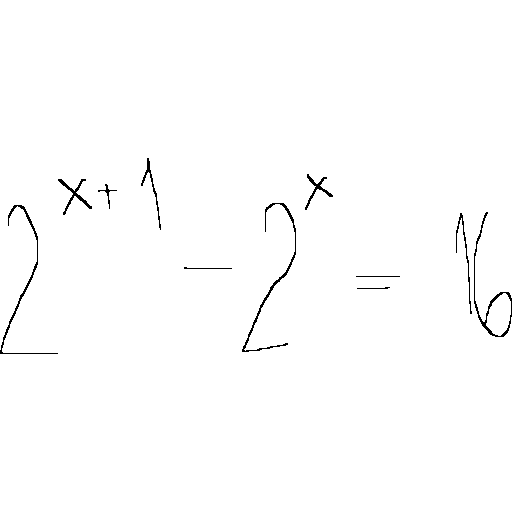 2^{x+1} - 2^x = 16